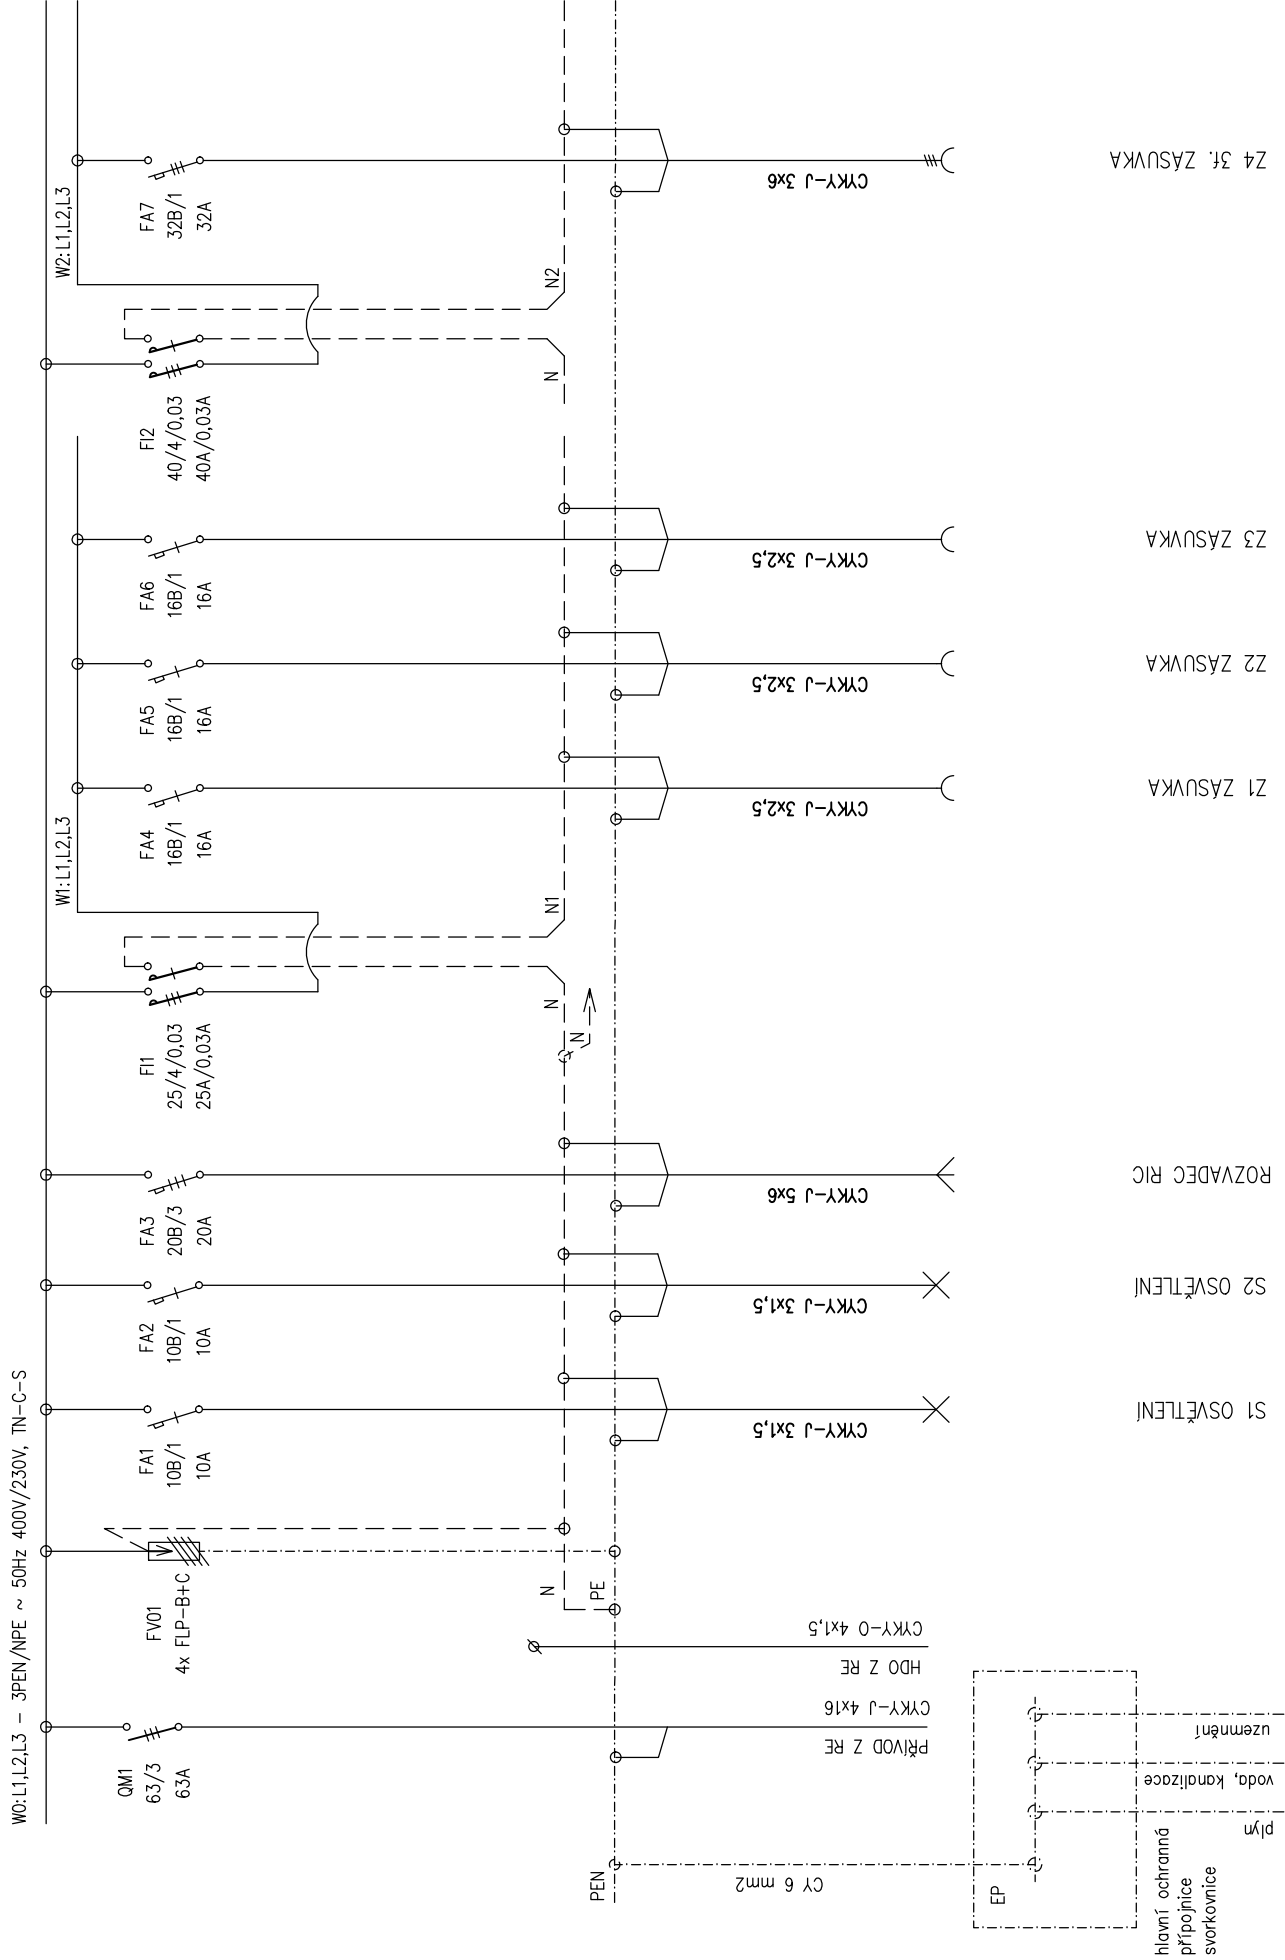 W0:L1,L2,L3 – 3PEN/NPE ~ 50Hz 400V/230V, TN-C-S
QM1
63/3
63A
FV01
4x FLP-B+C
FA1
10B/1
10A
FA2
10B/1
10A
FA3
20B/3
20A
FI1
25/4/0,03
25A/0,03A
W1:L1,L2,L3
FA4
16B/1
16A
FA5
16B/1
16A
FA6
16B/1
16A
FI2
40/4/0,03
40A/0,03A
W2:L1,L2,L3
FA7
32B/1
32A
PEN
PE
N
N
N
N1
N
N2
CY 6 mm2
PŘÍVOD Z RE
CYKY-J 4x16
HDO Z RE
CYKY-O 4x1,5
CYKY-J 3x1,5
CYKY-J 3x1,5
CYKY-J 5x6
CYKY-J 3x2,5
CYKY-J 3x2,5
CYKY-J 3x2,5
CYKY-J 3x6
EP
hlavní ochranná
přípojnice
svorkovnice
plyn
voda, kanalizace
uzemnění
S1 OSVĚTLENÍ
S2 OSVĚTLENÍ
ROZVADEC RIC
Z1 ZÁSUVKA
Z2 ZÁSUVKA
Z3 ZÁSUVKA
Z4 3f. ZÁSUVKA